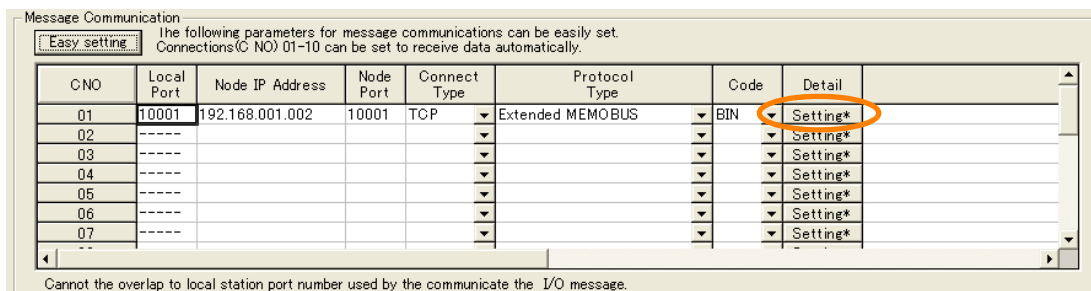 Message Communication
Easy setting
The following parameters for message communications can be easily set.
Connections(C NO) 01-10 can be set to receive data automatically.
CNO Local Port Node IP Address Node Port Connect Type Protocol Type Code Detail
01 10001 192.168.001.002 10001 TCP Extended MEMOBUS BIN Setting*
02 ----- Setting*
03 ----- Setting*
04 ----- Setting*
05 ----- Setting*
06 ----- Setting*
07 ----- Setting*
Cannot the overlap to local station port number used by the communicate the I/O message.